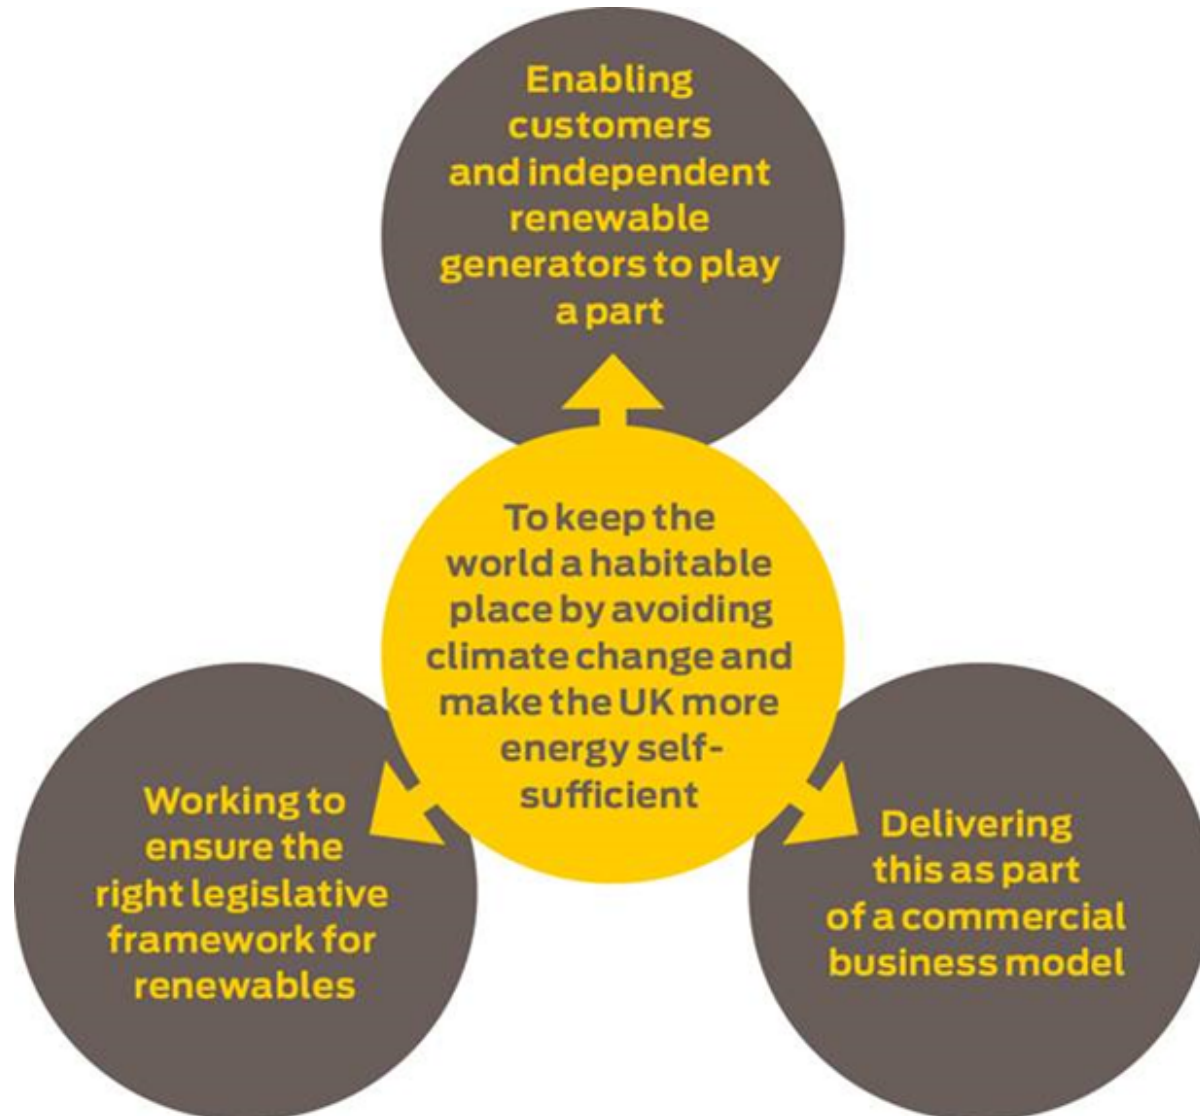 Enabling
customers
and independent
renewable
generators to play
a part
To keep the
world a habitable
place by avoiding
climate change and
make the UK more
energy self-
sufficient
Working to
ensure the
right legislative
framework for
renewables
Delivering
this as part
of a commercial
business model